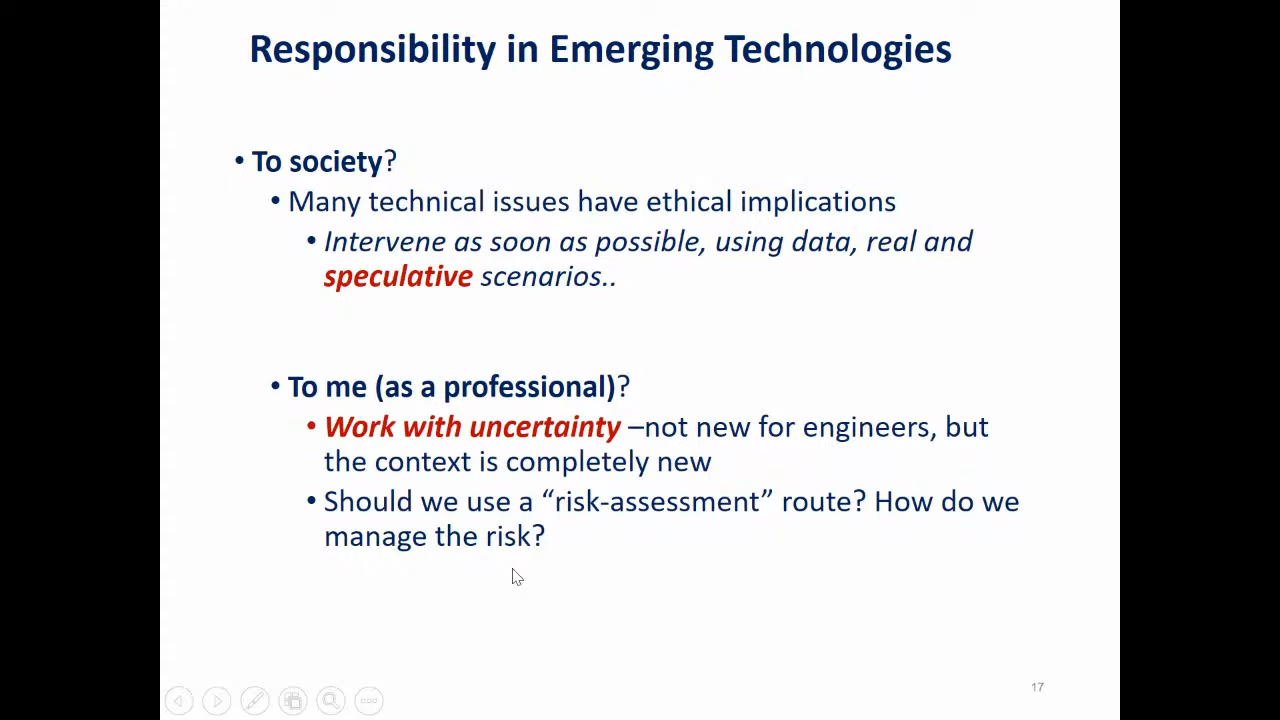 Responsibility in Emerging Technologies
• To society?
• Many technical issues have ethical implications
• Intervene as soon as possible, using data, real and
speculative scenarios..
• To me (as a professional)?
• Work with uncertainty –not new for engineers, but
the context is completely new
• Should we use a “risk-assessment” route? How do we
manage the risk?
17